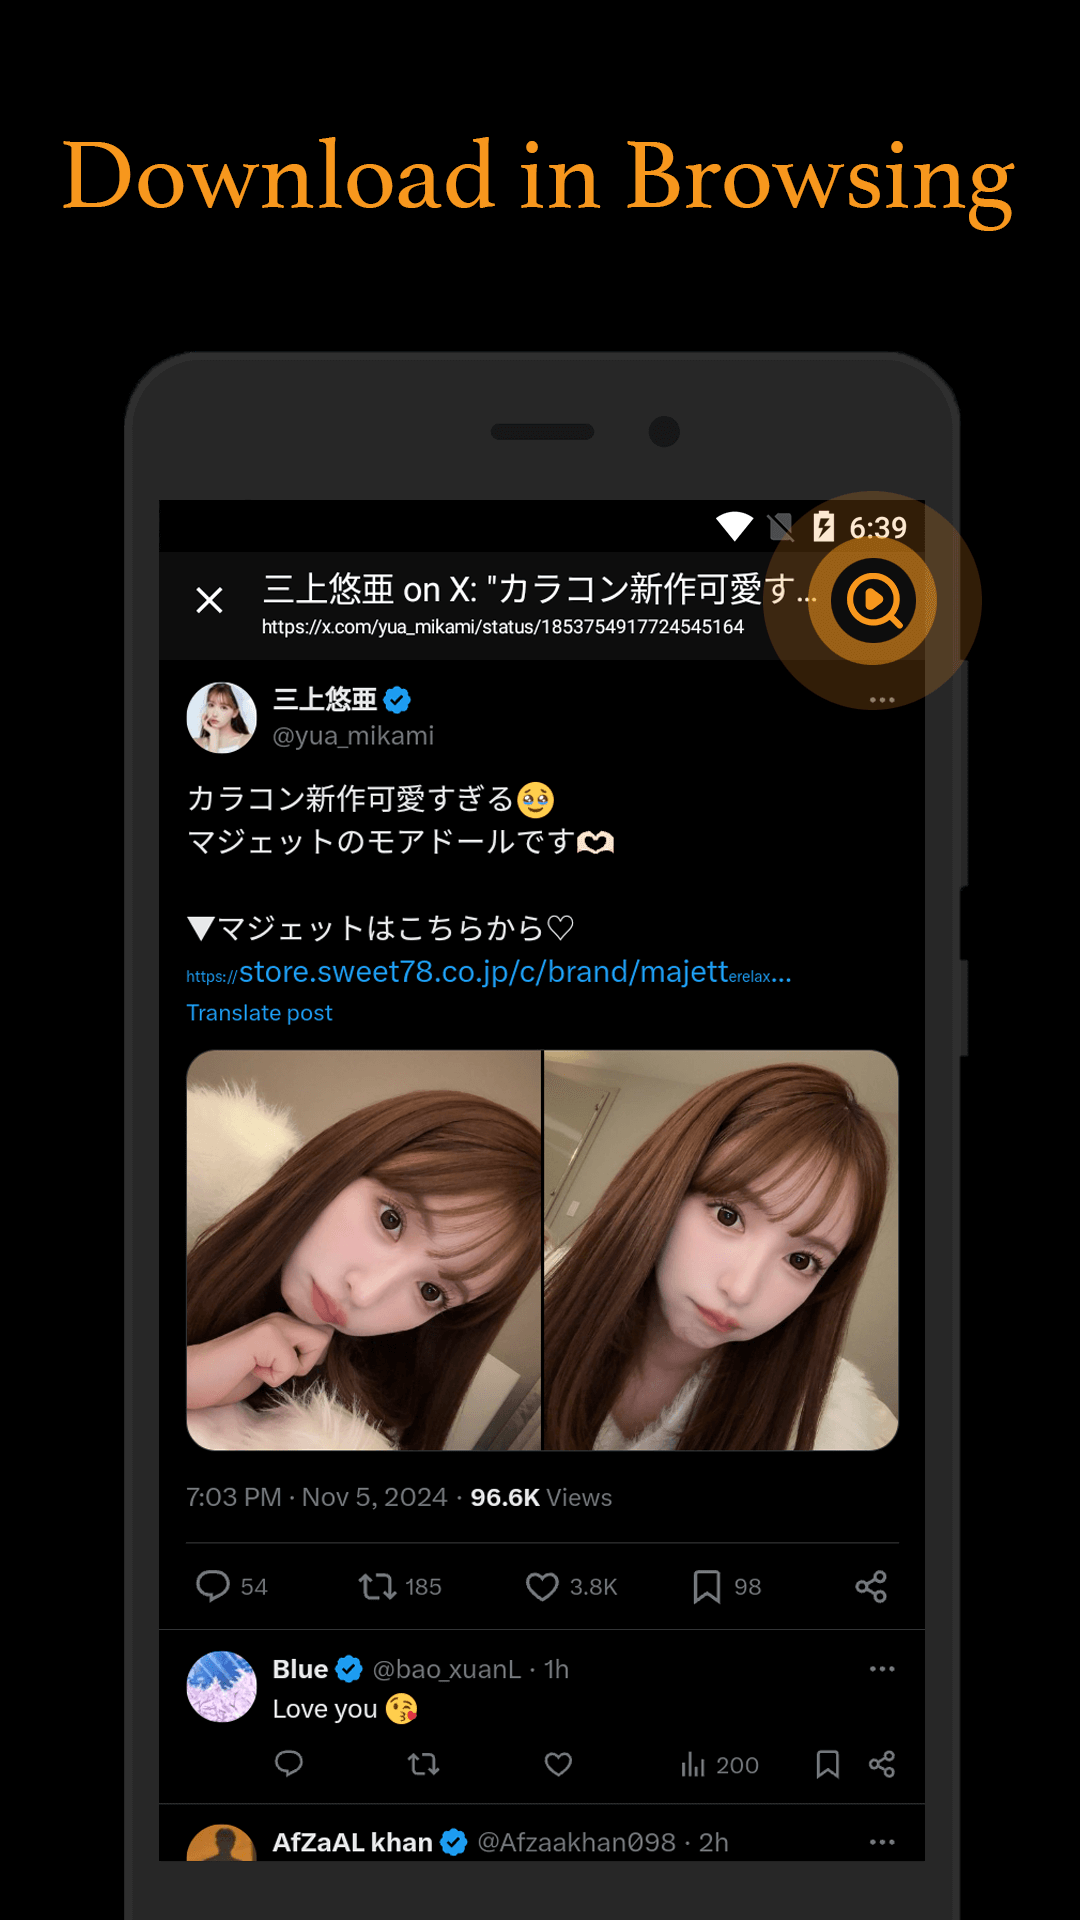 Download in Browsing
6:39
三上悠亜 on X: "カラコン新作可愛す...
https://x.com/yua_mikami/status/1853754917724545164
三上悠亜
@yua_mikami
カラコン新作可愛すぎる🥹
マジェットのモアドールです🫶🏻
▼マジェットはこちらから♡
https://store.sweet78.co.jp/c/brand/majetterelax...
Translate post
7:03 PM · Nov 5, 2024 · 96.6K Views
54 185 3.8K 98
Blue @bao_xuanL · 1h
Love you 😘
200
AfZaAL khan @Afzaakhan098 · 2h